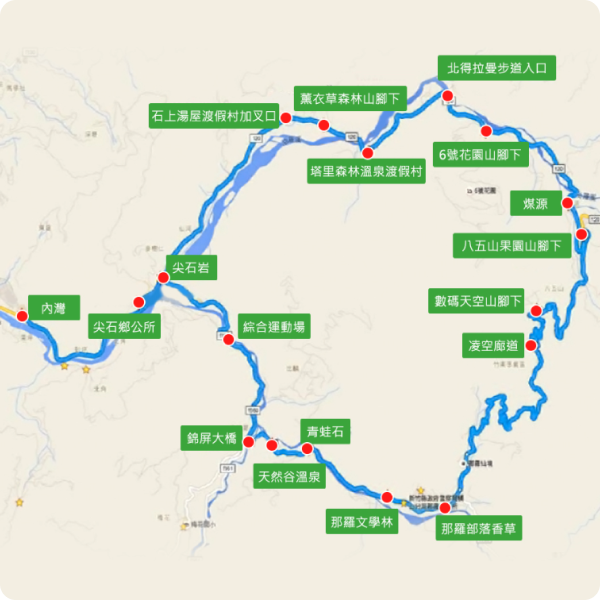 北得拉曼步道入口
薰衣草森林山腳下
石上湯屋渡假村加叉口
6號花園山腳下
塔里森林溫泉渡假村
煤源
八五山果園山腳下
尖石岩
數碼天空山腳下
內灣
尖石鄉公所
綜合運動場
凌空廊道
錦屏大橋
青蛙石
天然谷溫泉
那羅文學林
那羅部落香草